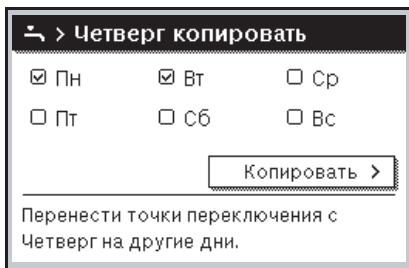 > Четверг копировать
Пн Вт Ср
Пт Сб Вс
Копировать >
Перенести точки переключения с
Четверг на другие дни.